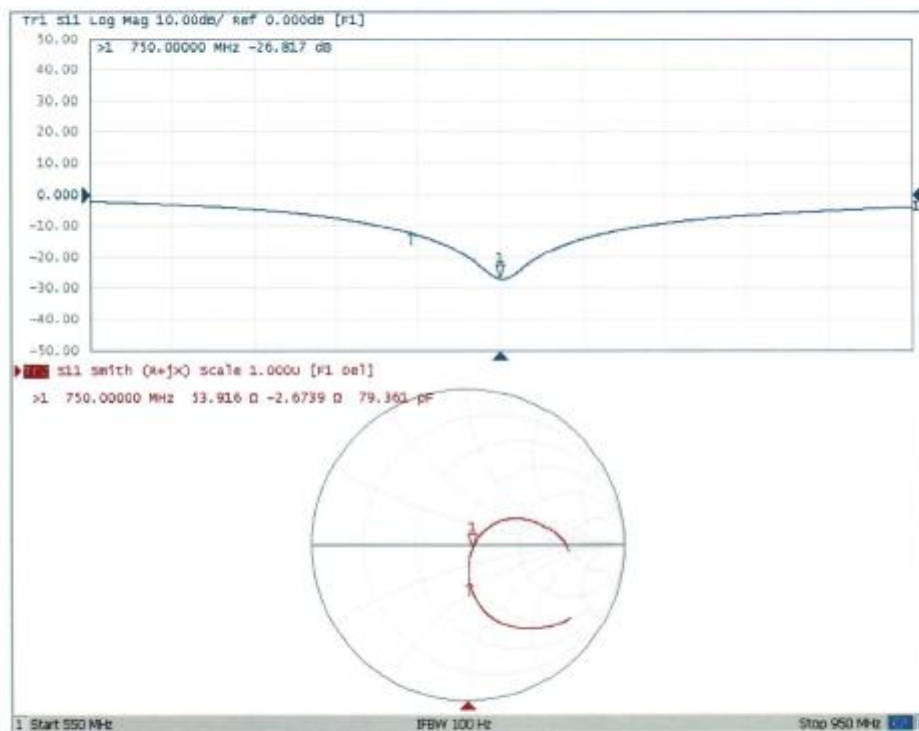 Tr1 S11 Log Mag 10.00dB/ Ref 0.000dB [F1]
50.00
>1 750.00000 MHz -26.817 dB
40.00
30.00
20.00
10.00
0.000
1
-10.00
1
-20.00
-30.00
-40.00
-50.00
S11 Smith (R+jX) Scale 1.000U [F1 Del]
>1 750.00000 MHz 53.916 Ω -2.6739 Ω 79.361 pF
1
1 Start 550 MHz IFBW 100 Hz Stop 950 MHz